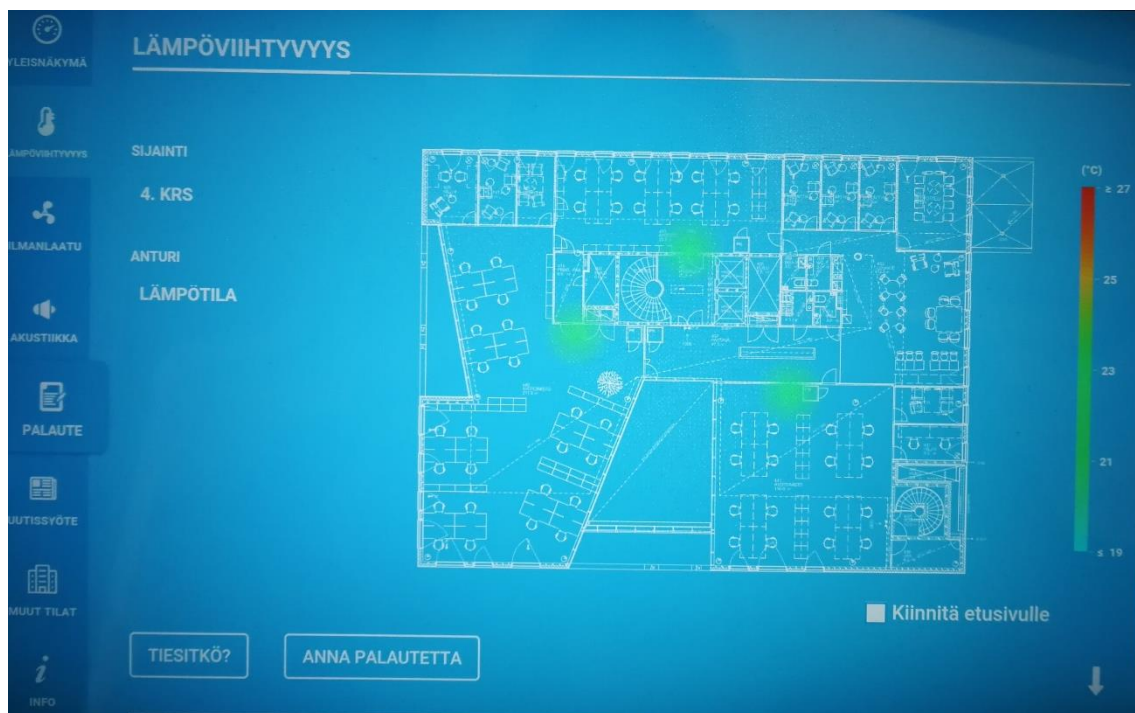 YLEISNÄKYMÄ
LÄMPÖVIIHTYVYYS
ILMANLAATU
AKUSTIIKKA
PALAUTE
UUTISSYÖTE
MUUT TILAT
i
INFO
LÄMPÖVIIHTYVYYS
SIJAINTI
4. KRS
ANTURI
LÄMPÖTILA
(°C)
≥ 27
25
23
21
≤ 19
Kiinnitä etusivulle
TIESITKÖ?
ANNA PALAUTETTA